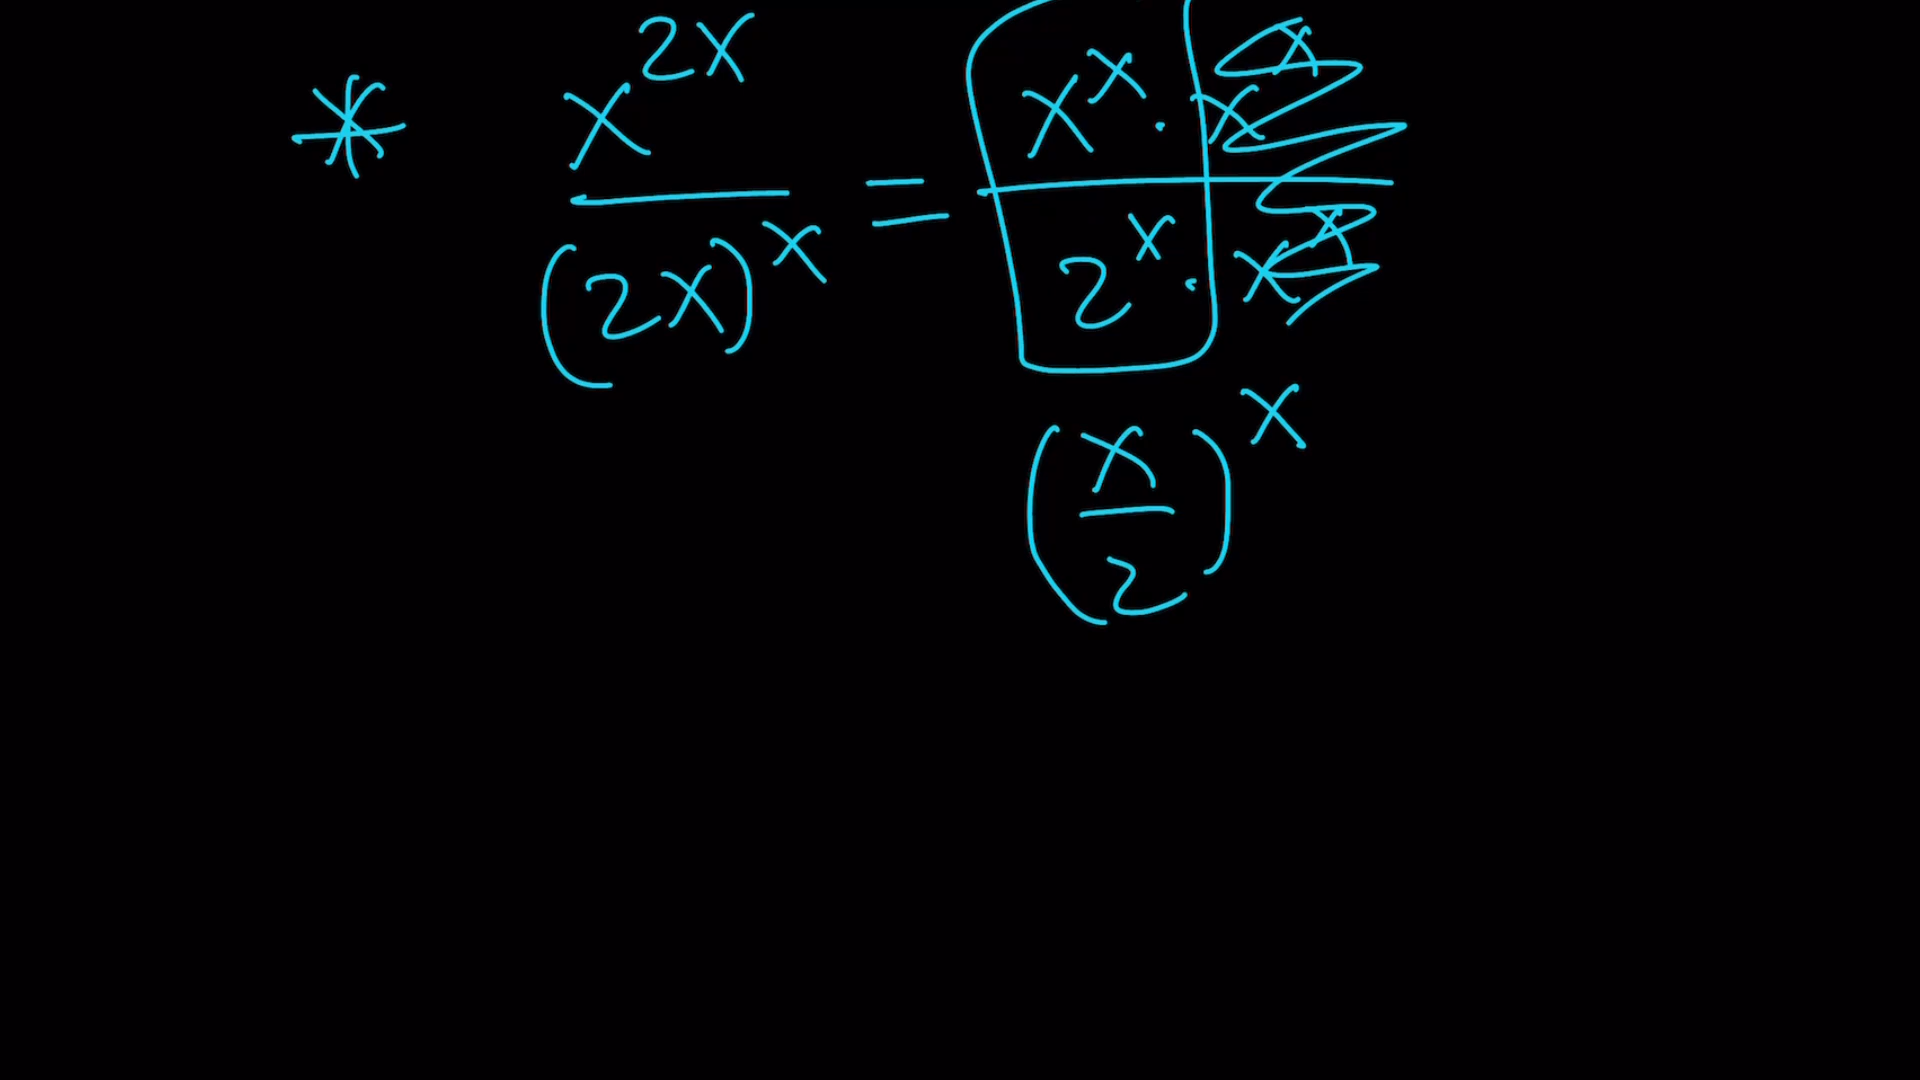 * x^{2x} / (2x)^x = x^x · x^x / 2^x · x^x
(x/2)^x